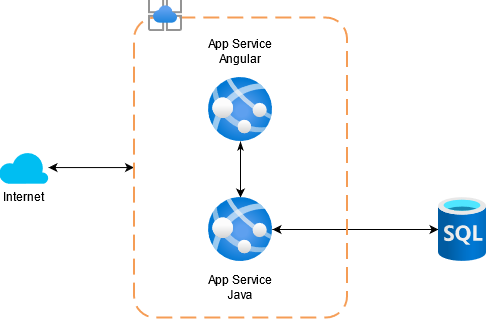 App Service
Angular
Internet
SQL
App Service
Java